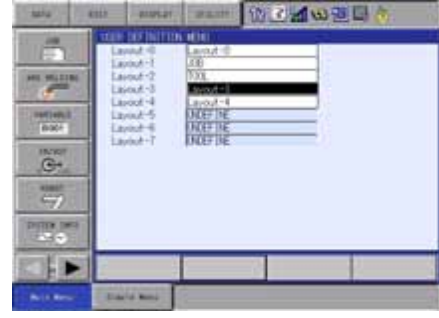 DATA EDIT DISPLAY UTILITY
JOB
ARC WELDING
VARIABLE
B001
IN/OUT
ROBOT
SYSTEM INFO
USER DEFINITION MENU
Layout-0 Layout-0
Layout-1 JOB
Layout-2 TOOL
Layout-3 Layout-3
Layout-4 Layout-4
Layout-5 UNDEFINE
Layout-6 UNDEFINE
Layout-7 UNDEFINE
Main Menu Simple Menu